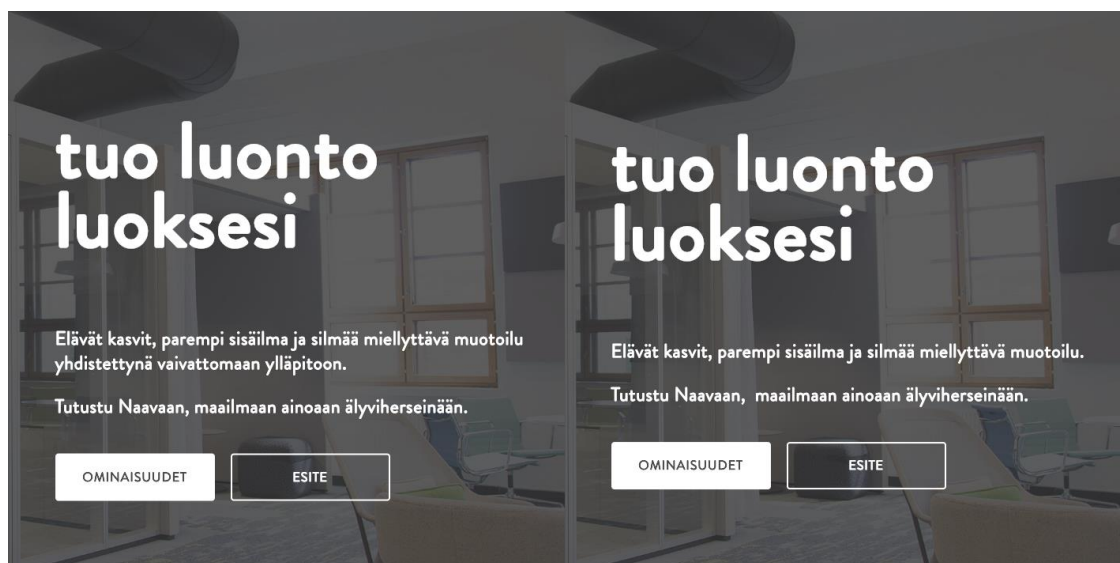 tuo luonto
luoksesi
Elävät kasvit, parempi sisäilma ja silmää miellyttävä muotoilu
yhdistettynä vaivattomaan ylläpitoon.
Tutustu Naavaan, maailmaan ainoaan älyviherseinään.
OMINAISUUDET
ESITE
tuo luonto
luoksesi
Elävät kasvit, parempi sisäilma ja silmää miellyttävä muotoilu.
Tutustu Naavaan,  maailmaan ainoaan älyviherseinään.
OMINAISUUDET
ESITE